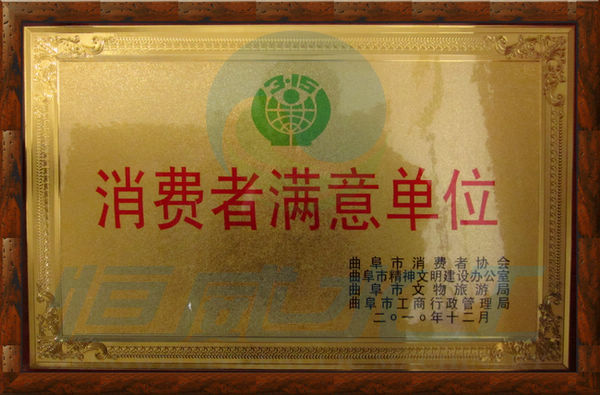 3·15
消费者满意单位
曲阜市消费者协会
曲阜市精神文明建设办公室
曲阜市文物旅游局
曲阜市工商行政管理局
二〇一〇年十二月